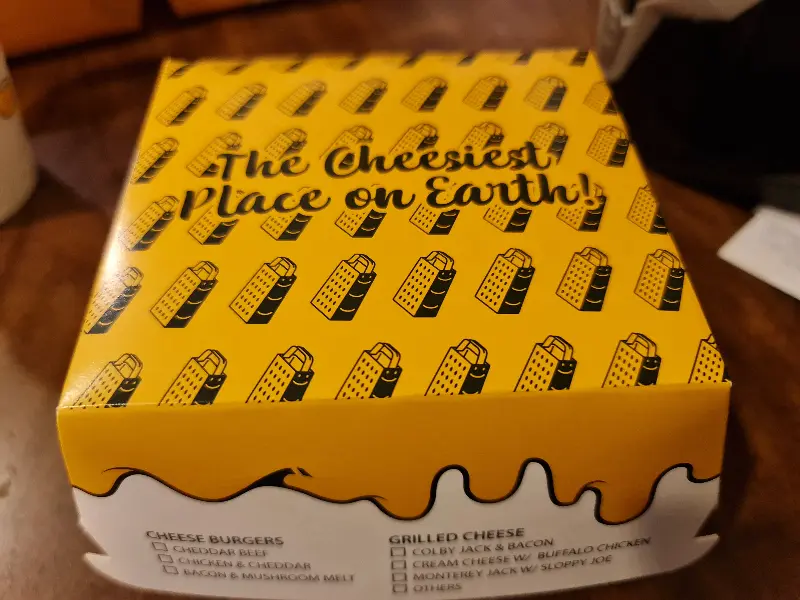 The Cheesiest
Place on Earth!
CHEESE BURGERS
CHEDDAR BEEF
CHICKEN & CHEDDAR
BACON & MUSHROOM MELT
GRILLED CHEESE
COLBY JACK & BACON
CREAM CHEESE W/ BUFFALO CHICKEN
MONTEREY JACK W/ SLOPPY JOE
OTHERS